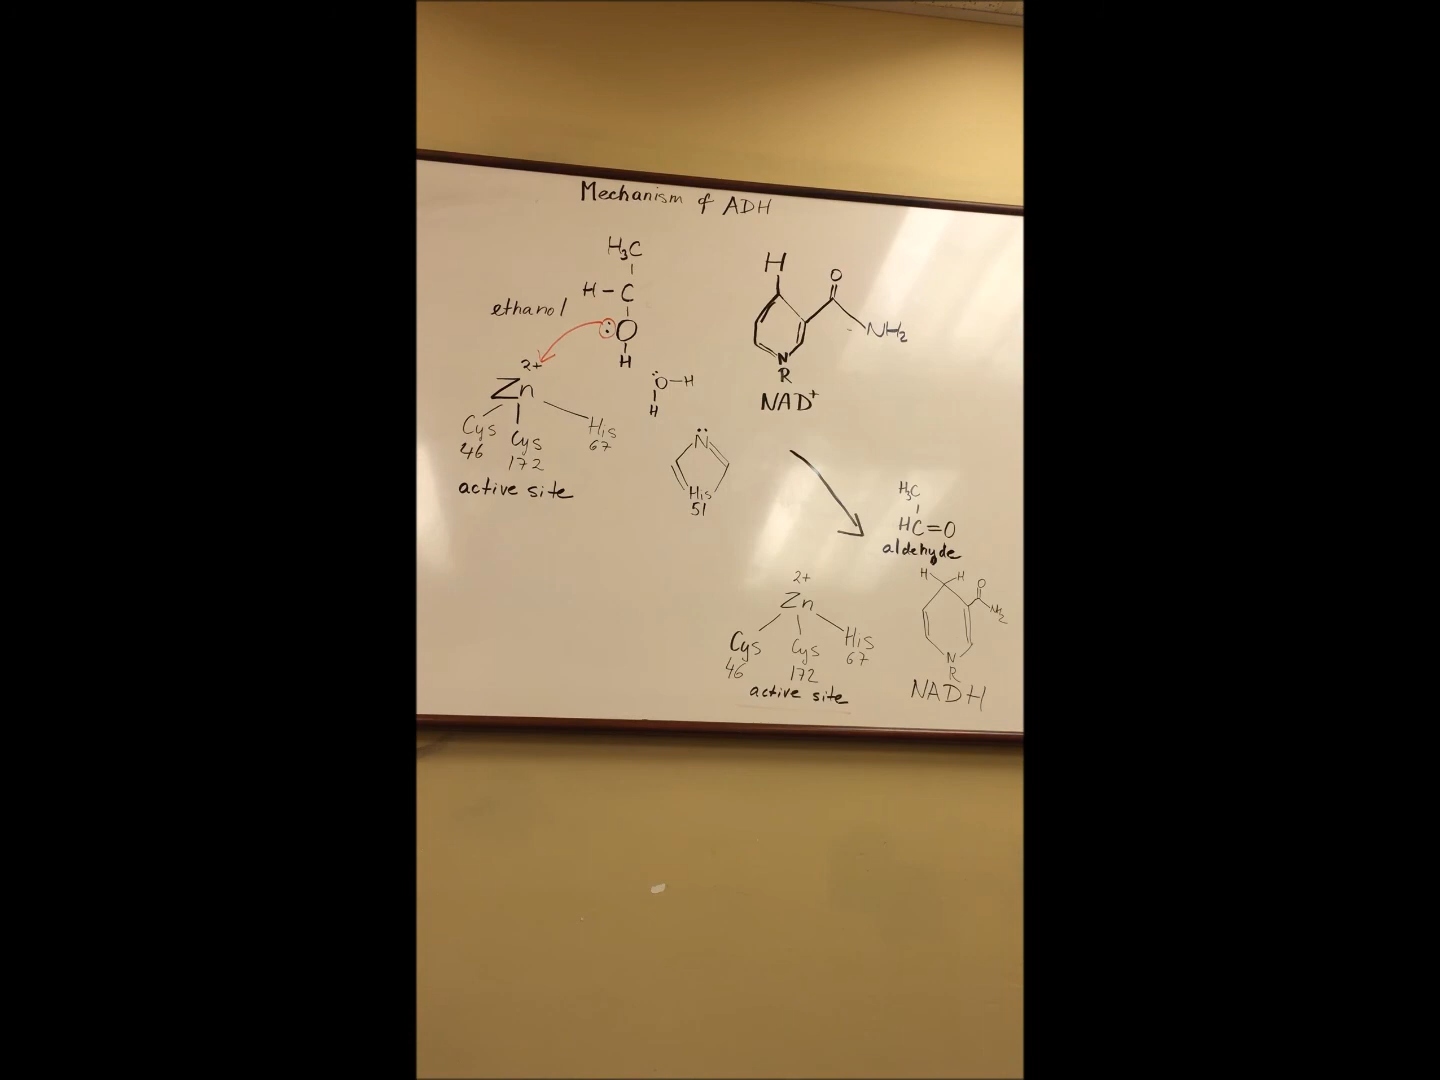 Mechanism of ADH
H3C
H – C
ethanol
:O
H
2+
Zn
Cys
46
Cys
172
His
67
active site
:O–H
H
N
His
51
H
O
NH2
N
R
NAD+
H3C
HC=O
aldehyde
2+
Zn
Cys
46
Cys
172
His
67
active site
H H
O
NH2
N
R
NADH